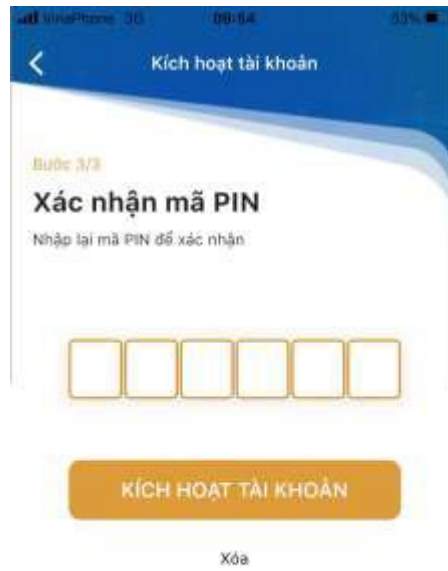 VinaPhone 3G 09:54 53%
Kích hoạt tài khoản
Bước 3/3
Xác nhận mã PIN
Nhập lại mã PIN để xác nhận
KÍCH HOẠT TÀI KHOẢN
Xóa